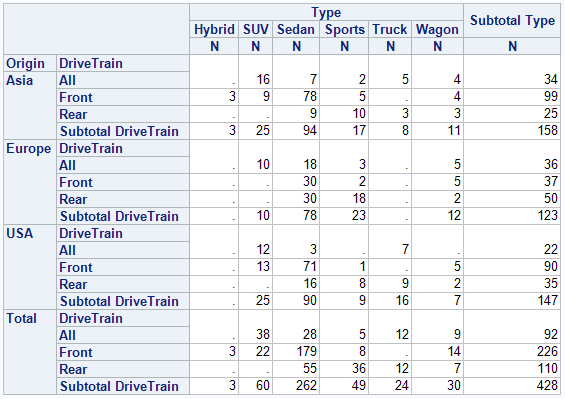 Type Subtotal Type
Hybrid SUV Sedan Sports Truck Wagon
N N N N N N N
Origin DriveTrain
Asia All . 16 7 2 5 4 34
Front 3 9 78 5 . 4 99
Rear . . 9 10 3 3 25
Subtotal DriveTrain 3 25 94 17 8 11 158
Europe DriveTrain
All . 10 18 3 . 5 36
Front . . 30 2 . 5 37
Rear . . 30 18 . 2 50
Subtotal DriveTrain . 10 78 23 . 12 123
USA DriveTrain
All . 12 3 . 7 . 22
Front . 13 71 1 . 5 90
Rear . . 16 8 9 2 35
Subtotal DriveTrain . 25 90 9 16 7 147
Total DriveTrain
All . 38 28 5 12 9 92
Front 3 22 179 8 . 14 226
Rear . . 55 36 12 7 110
Subtotal DriveTrain 3 60 262 49 24 30 428